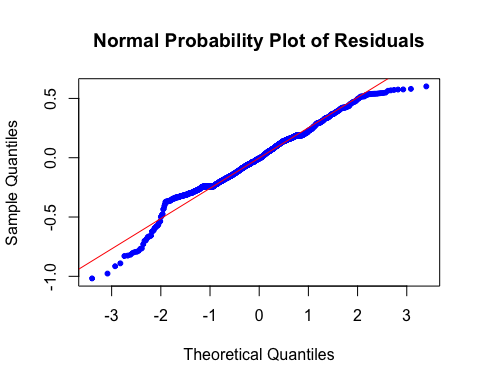 Normal Probability Plot of Residuals
Sample Quantiles
0.5
0.0
-0.5
-1.0
-3 -2 -1 0 1 2 3
Theoretical Quantiles